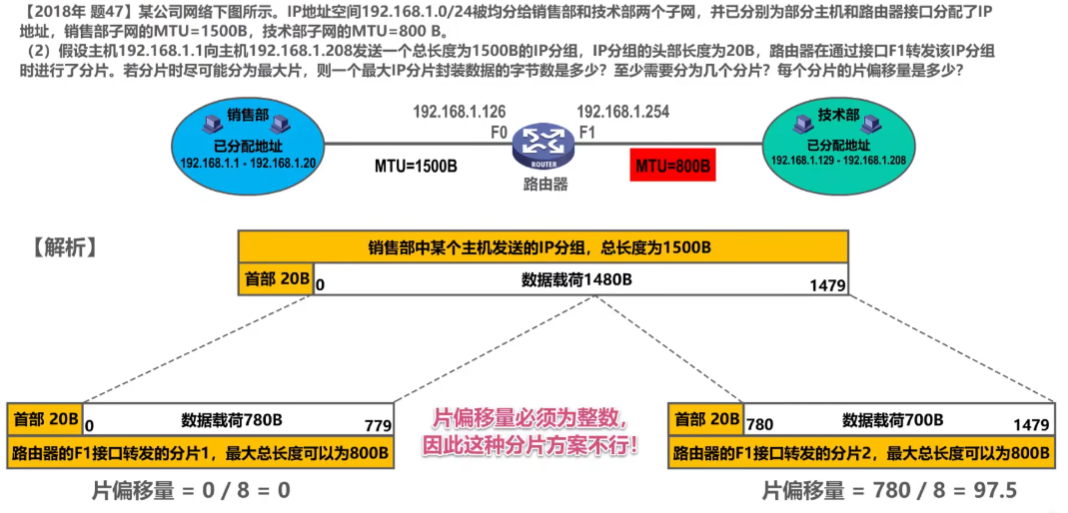 【2018年 题47】某公司网络下图所示。IP地址空间192.168.1.0/24被均分给销售部和技术部两个子网，并已分别为部分主机和路由器接口分配了IP
地址，销售部子网的MTU=1500B，技术部子网的MTU=800 B。
（2）假设主机192.168.1.1向主机192.168.1.208发送一个总长度为1500B的IP分组，IP分组的头部长度为20B，路由器在通过接口F1转发该IP分组
时进行了分片。若分片时尽可能分为最大片，则一个最大IP分片封装数据的字节数是多少？至少需要分为几个分片？每个分片的片偏移量是多少？
销售部
已分配地址
192.168.1.1 - 192.168.1.20
192.168.1.126
F0
MTU=1500B
ROUTER
路由器
192.168.1.254
F1
MTU=800B
技术部
已分配地址
192.168.1.129 - 192.168.1.208
【解析】
销售部中某个主机发送的IP分组，总长度为1500B
首部 20B 0 数据载荷1480B 1479
首部 20B 0 数据载荷780B 779
路由器的F1接口转发的分片1，最大总长度可以为800B
片偏移量 = 0 / 8 = 0
片偏移量必须为整数，
因此这种分片方案不行！
首部 20B 780 数据载荷700B 1479
路由器的F1接口转发的分片2，最大总长度可以为800B
片偏移量 = 780 / 8 = 97.5